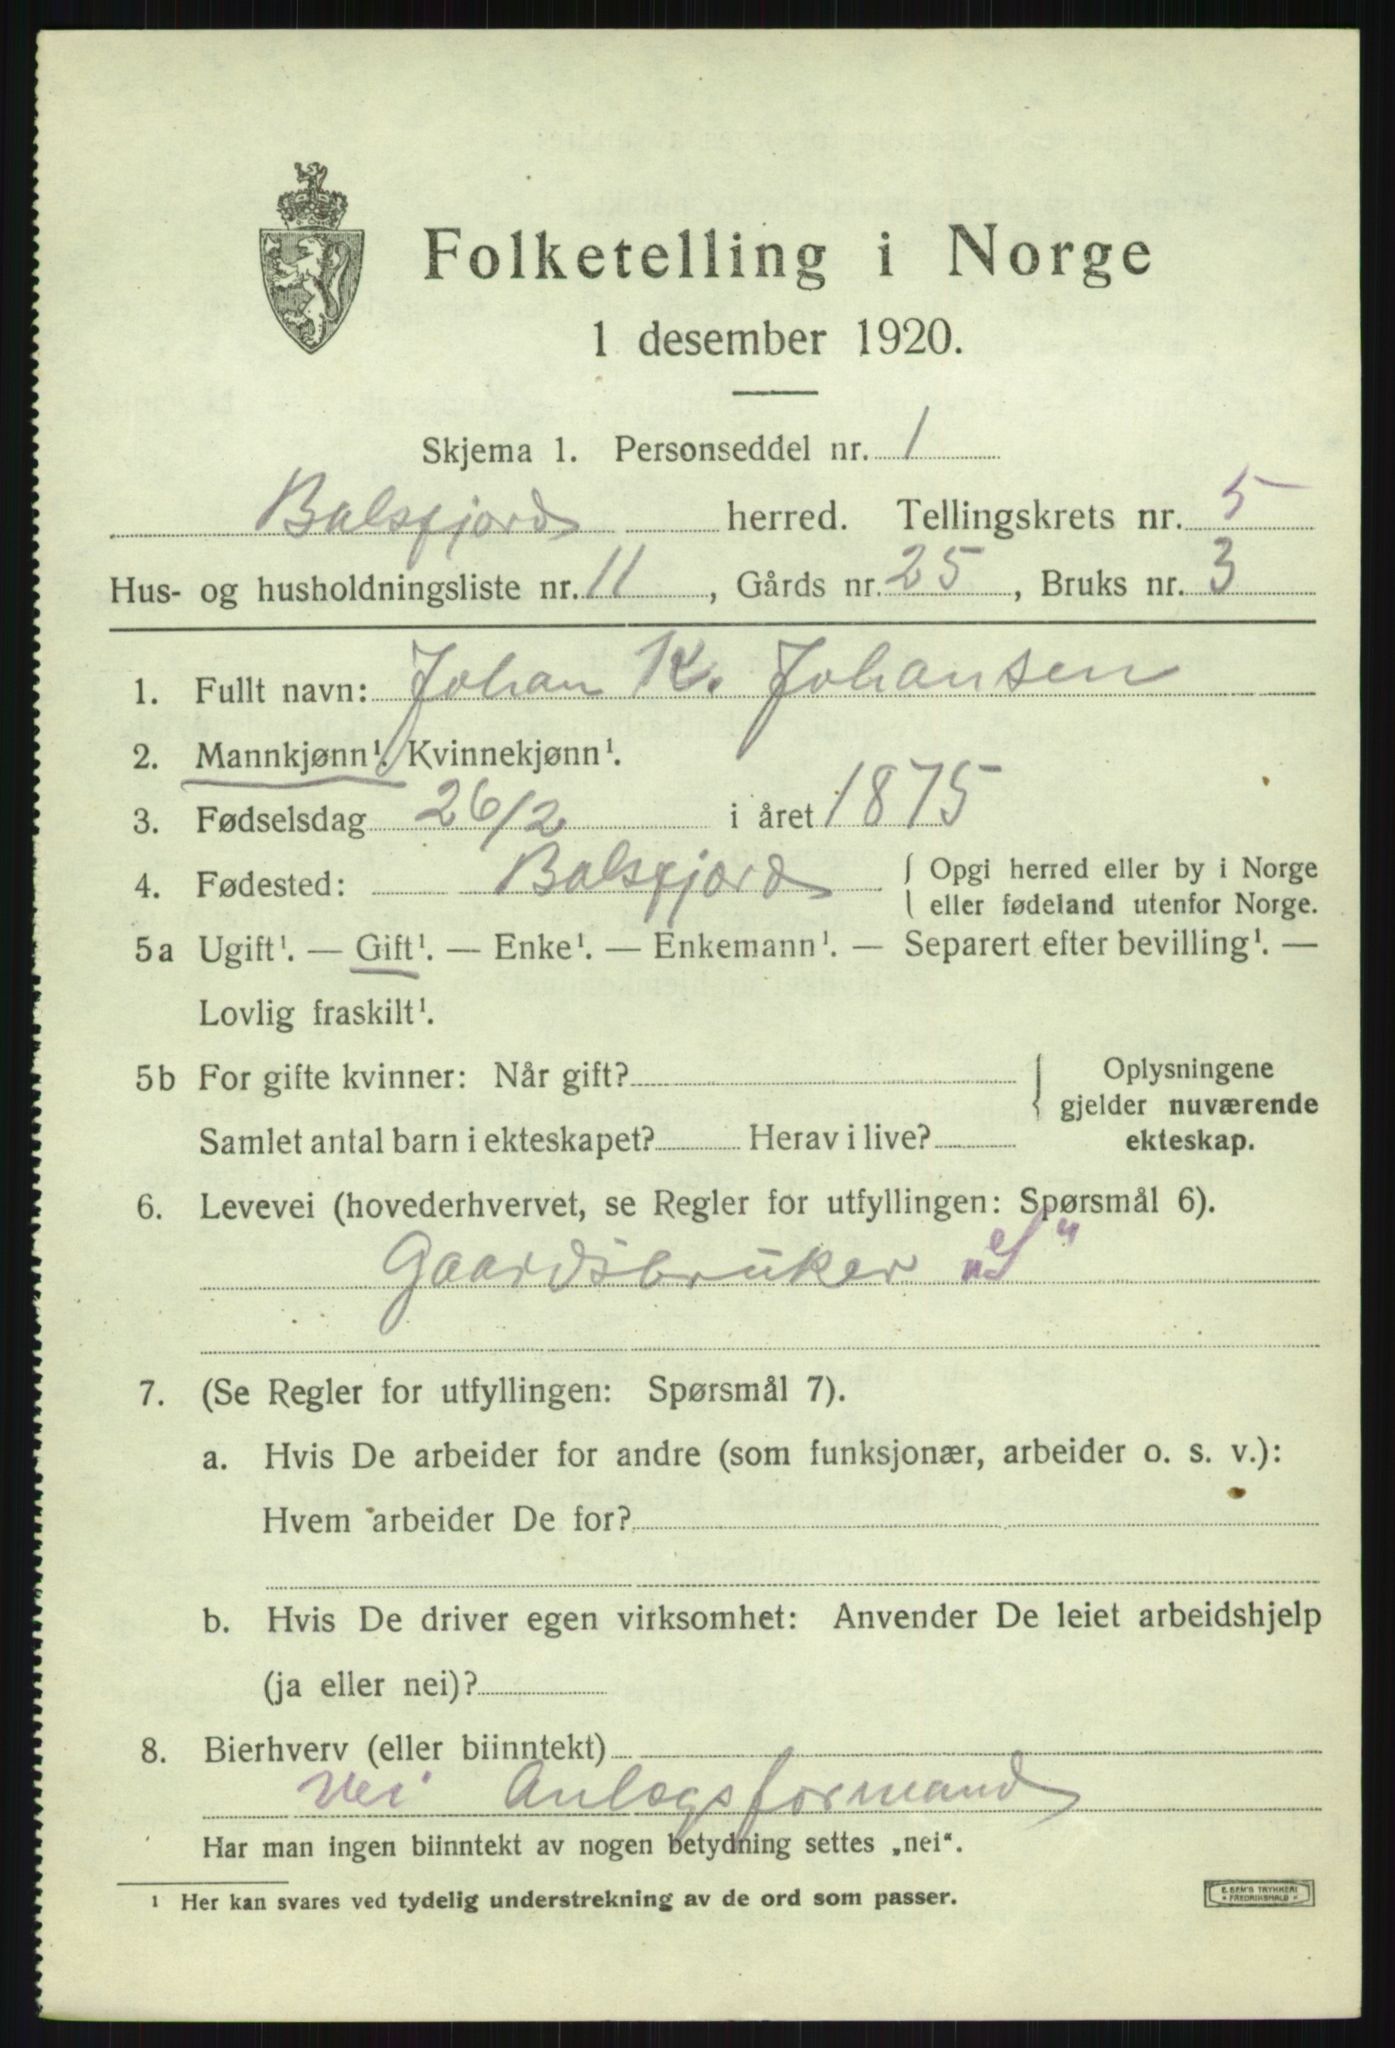 Folketelling i Norge
1 desember 1920.
Skjema 1. Personseddel nr. 1
Balsfjord herred. Tellingskrets nr. 5
Hus- og husholdningsliste nr. 11, Gårds nr. 25, Bruks nr. 3
1. Fullt navn: Johan K. Johansen
2. Mannkjønn¹. Kvinnekjønn¹.
3. Fødselsdag 26/2 i året 1875
4. Fødested: Balsfjord { Opgi herred eller by i Norge
eller fødeland utenfor Norge.
5a Ugift¹. — Gift¹. — Enke¹. — Enkemann¹. — Separert efter bevilling¹. —
Lovlig fraskilt¹.
5b For gifte kvinner: Når gift? { Oplysningene
gjelder nuværende
Samlet antal barn i ekteskapet? Herav i live? ekteskap.
6. Levevei (hovederhvervet, se Regler for utfyllingen: Spørsmål 6).
Gaardsbruker „S"
7. (Se Regler for utfyllingen: Spørsmål 7).
a. Hvis De arbeider for andre (som funksjonær, arbeider o. s. v.):
Hvem arbeider De for?
b. Hvis De driver egen virksomhet: Anvender De leiet arbeidshjelp
(ja eller nei)?
8. Bierhverv (eller biinntekt)
Vei Anlegsformand
Har man ingen biinntekt av nogen betydning settes „nei“.
¹ Her kan svares ved tydelig understrekning av de ord som passer.
E. SEM'S TRYKKERI
* FREDRIKSHALD *